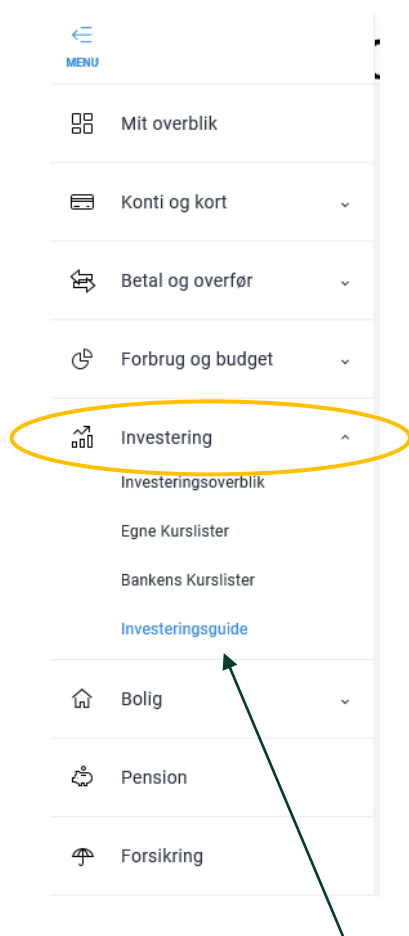 MENU
Mit overblik
Konti og kort
Betal og overfør
Forbrug og budget
Investering
Investeringsoverblik
Egne Kurslister
Bankens Kurslister
Investeringsguide
Bolig
Pension
Forsikring